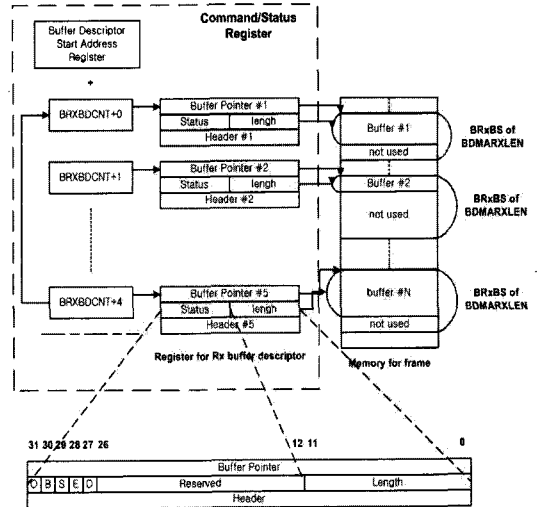 Command/Status
Register
Buffer Descriptor
Start Address
Register
+
BRXBDCNT+0
Buffer Pointer #1
Status lengh
Header #1
Buffer #1
not used
BRxBS of
BDMARXLEN
BRXBDCNT+1
Buffer Pointer #2
Status lengh
Header #2
Buffer #2
not used
BRxBS of
BDMARXLEN
BRXBDCNT+4
Buffer Pointer #5
Status lengh
Header #5
buffer #N
not used
BRxBS of
BDMARXLEN
Register for Rx buffer descriptor
Memory for frame
31 30 29 28 27 26 12 11 0
Buffer Pointer
O B S E O Reserved Length
Header